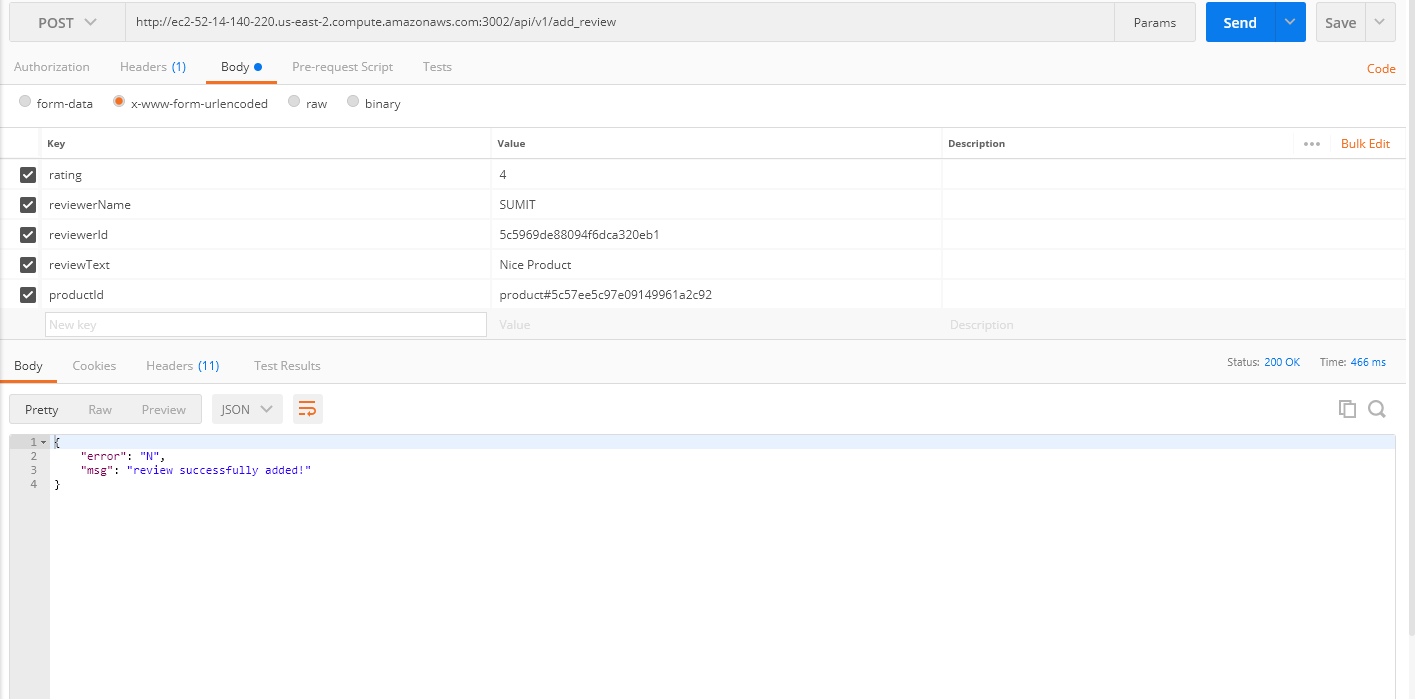 POST http://ec2-52-14-140-220.us-east-2.compute.amazonaws.com:3002/api/v1/add_review Params Send Save
Authorization Headers (1) Body Pre-request Script Tests Code
form-data x-www-form-urlencoded raw binary
Key Value Description ••• Bulk Edit
rating 4
reviewerName SUMIT
reviewerId 5c5969de88094f6dca320eb1
reviewText Nice Product
productId product#5c57ee5c97e09149961a2c92
New key Value Description
Body Cookies Headers (11) Test Results Status: 200 OK Time: 466 ms
Pretty Raw Preview JSON
1 {
2 "error": "N",
3 "msg": "review successfully added!"
4 }